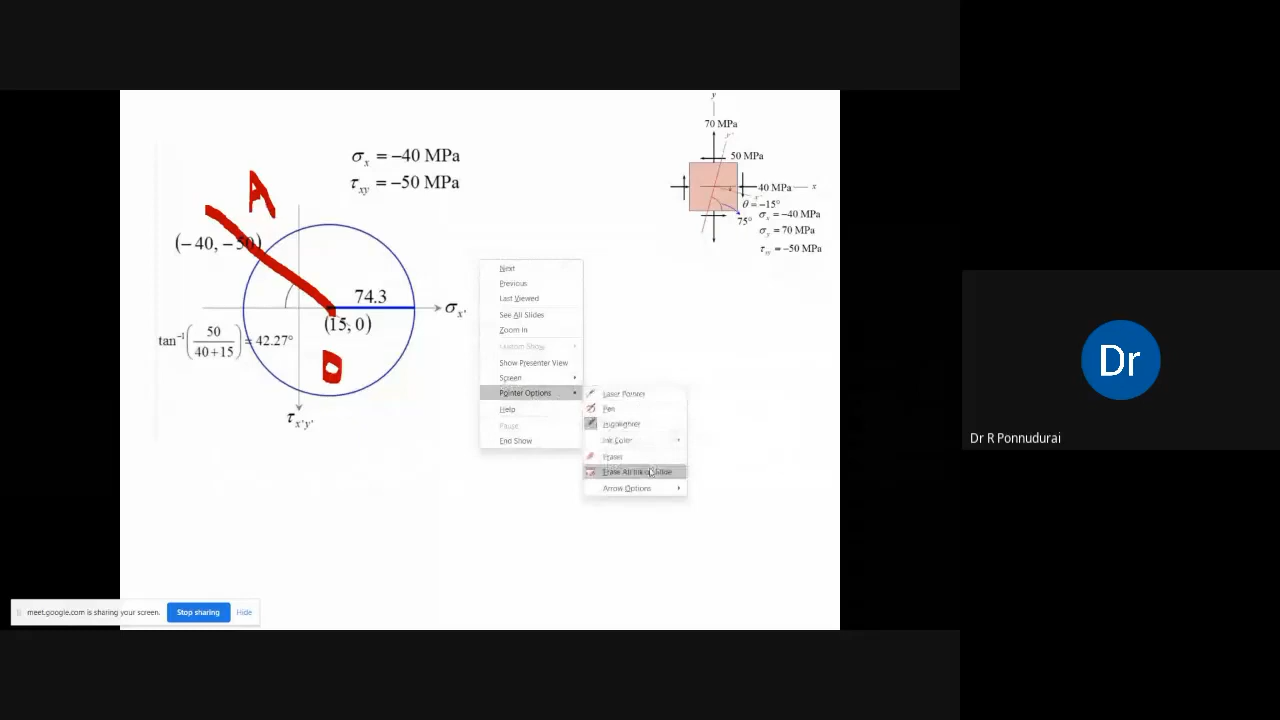 σx = −40 MPa
τxy = −50 MPa
A
(−40, −50)
74.3
σx'
(15, 0)
tan⁻¹(50/(40+15)) = 42.27°
τx'y'
y
70 MPa
y'
50 MPa
40 MPa
x
x'
θ = −15°
75°
σx = −40 MPa
σy = 70 MPa
τxy = −50 MPa
Next
Previous
Last Viewed
See All Slides
Zoom In
Custom Show
Show Presenter View
Screen
Pointer Options
Help
Pause
End Show
Laser Pointer
Pen
Highlighter
Ink Color
Eraser
Erase All Ink on Slide
Arrow Options
Dr
Dr R Ponnudurai
meet.google.com is sharing your screen.
Stop sharing
Hide